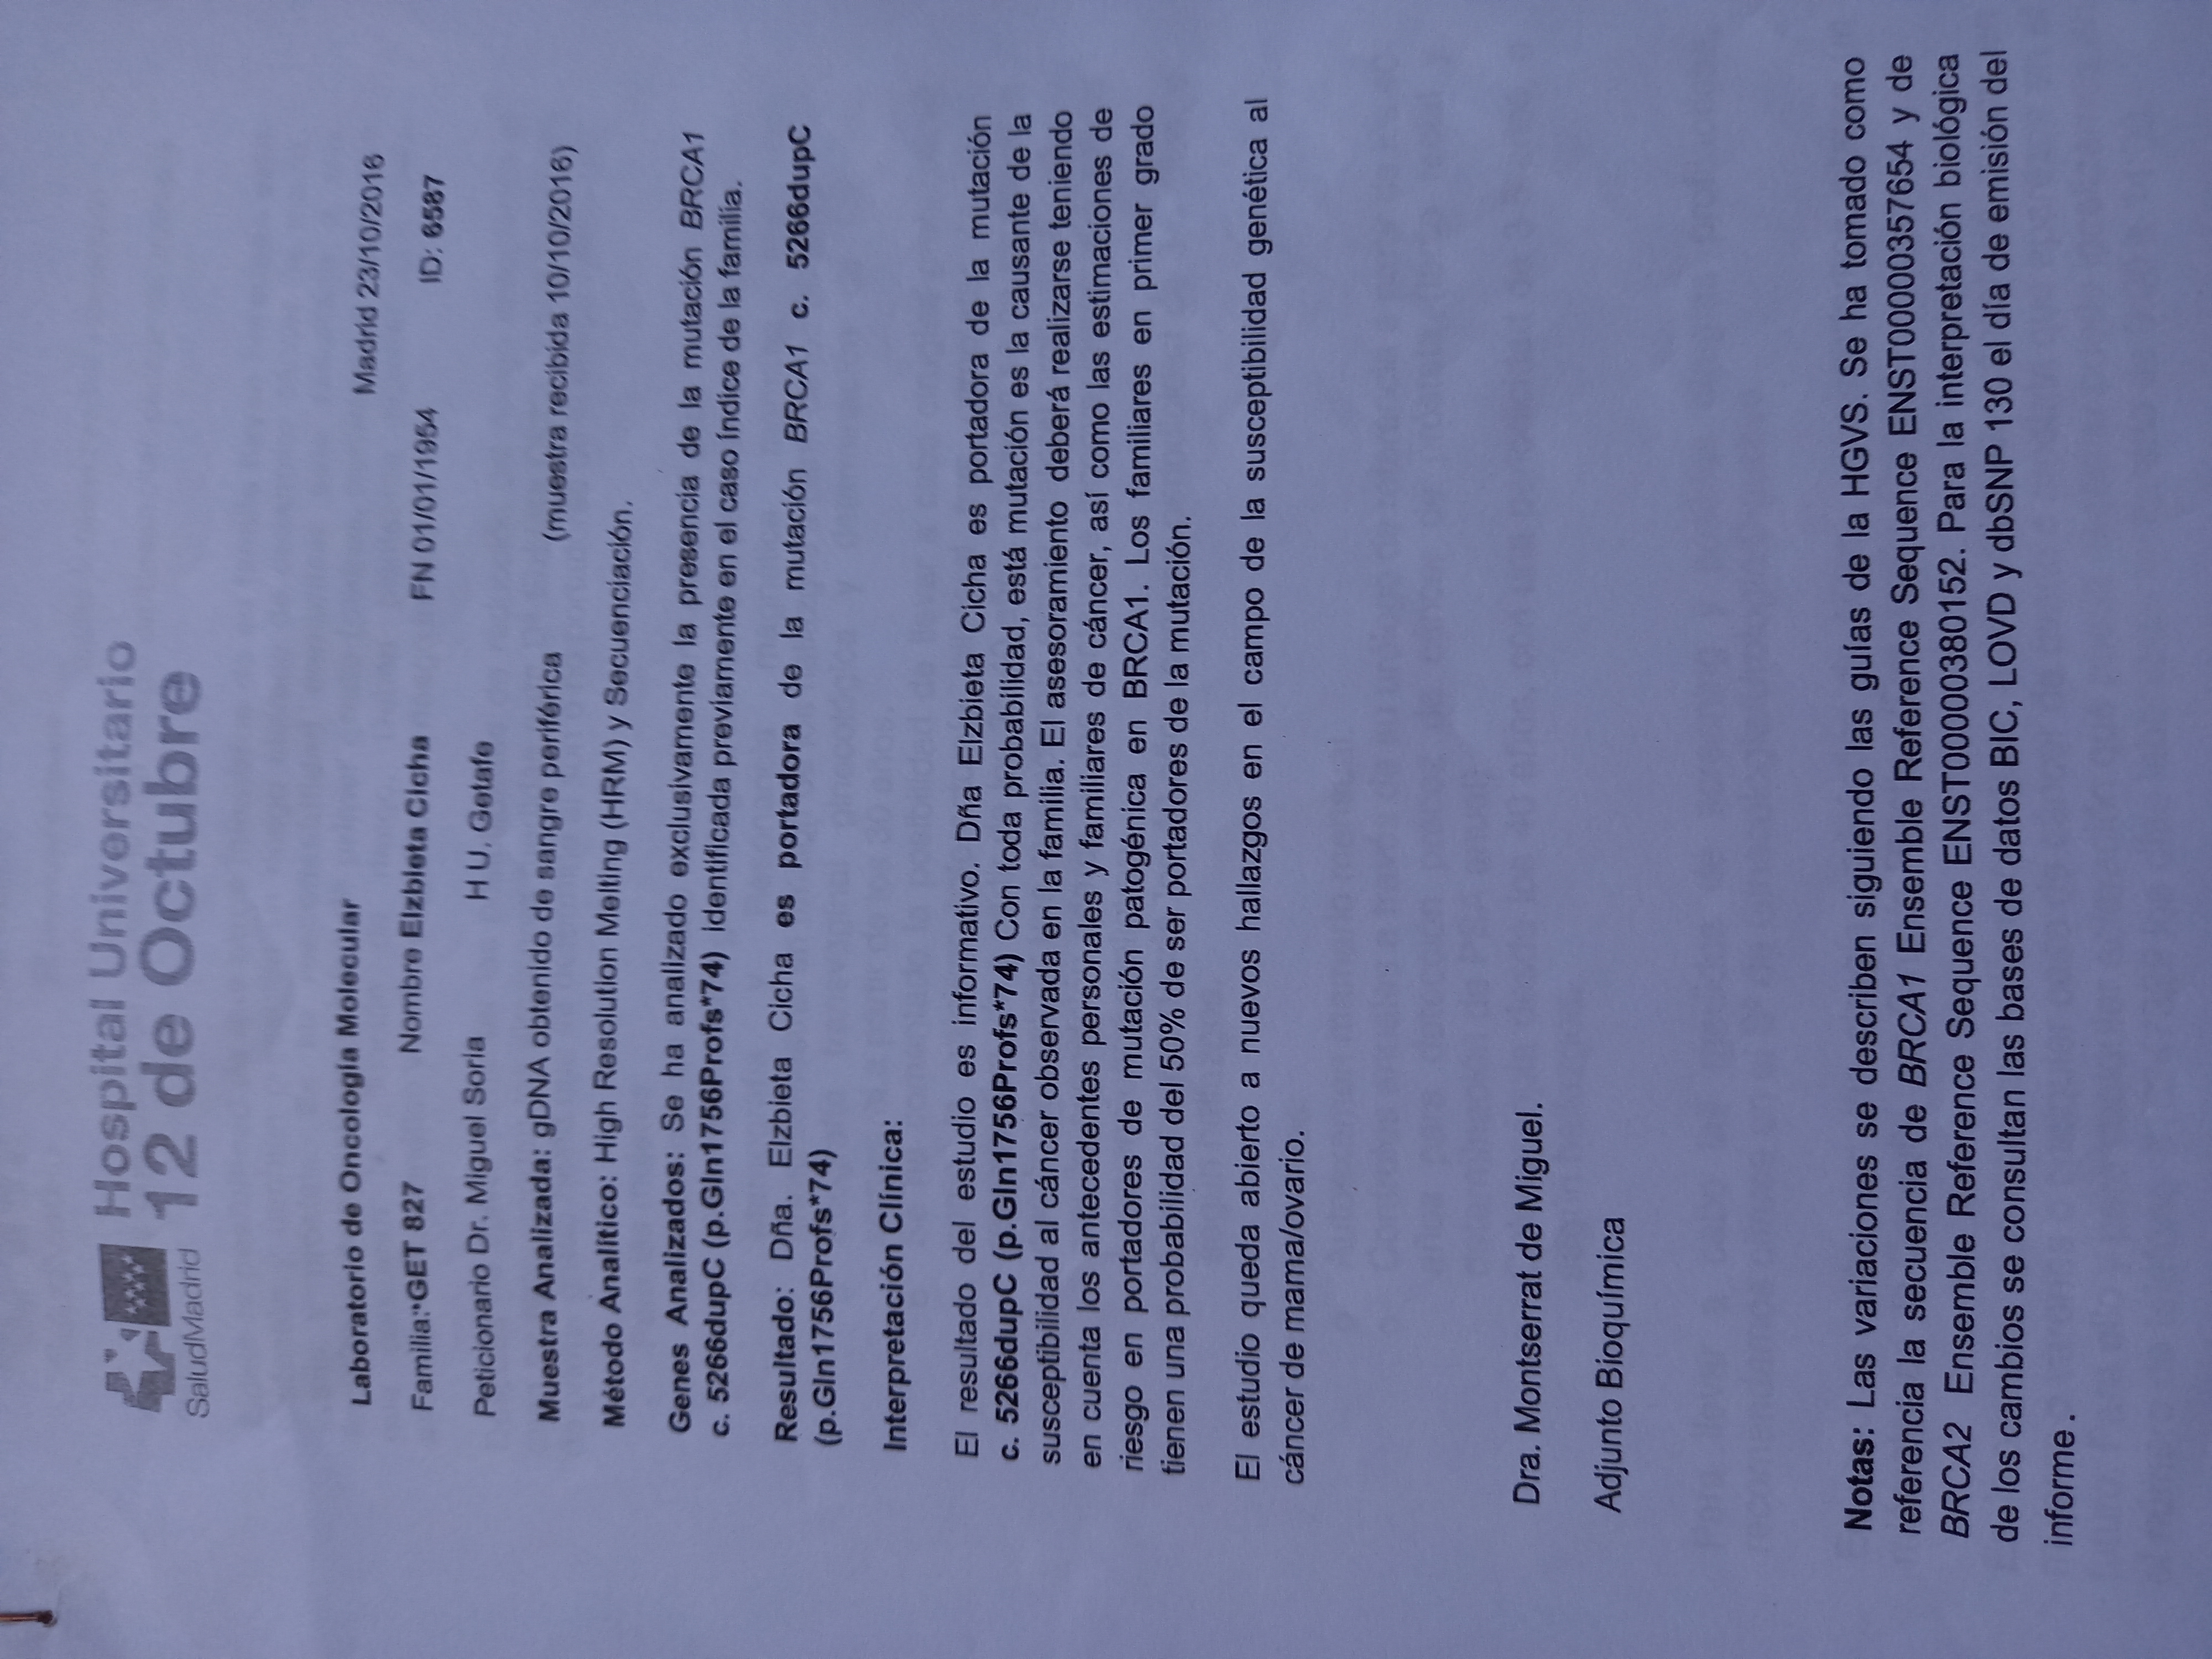 Hospital Universitario
12 de Octubre
SaludMadrid
Laboratorio de Oncología Molecular Madrid 23/10/2016
Familia: GET 827 Nombre Elzbieta Cicha FN 01/01/1954 ID: 6587
Peticionario Dr. Miguel Soria H U. Getafe
Muestra Analizada: gDNA obtenido de sangre periférica (muestra recibida 10/10/2016)
Método Analítico: High Resolution Melting (HRM) y Secuenciación.
Genes Analizados: Se ha analizado exclusivamente la presencia de la mutación BRCA1
c. 5266dupC (p.Gln1756Profs*74) identificada previamente en el caso índice de la familia.
Resultado: Dña. Elzbieta Cicha es portadora de la mutación BRCA1 c. 5266dupC
(p.Gln1756Profs*74)
Interpretación Clínica:
El resultado del estudio es informativo. Dña Elzbieta Cicha es portadora de la mutación
c. 5266dupC (p.Gln1756Profs*74) Con toda probabilidad, está mutación es la causante de la
susceptibilidad al cáncer observada en la familia. El asesoramiento deberá realizarse teniendo
en cuenta los antecedentes personales y familiares de cáncer, así como las estimaciones de
riesgo en portadores de mutación patogénica en BRCA1. Los familiares en primer grado
tienen una probabilidad del 50% de ser portadores de la mutación.
El estudio queda abierto a nuevos hallazgos en el campo de la susceptibilidad genética al
cáncer de mama/ovario.
Dra. Montserrat de Miguel.
Adjunto Bioquímica
Notas: Las variaciones se describen siguiendo las guías de la HGVS. Se ha tomado como
referencia la secuencia de BRCA1 Ensemble Reference Sequence ENST00000357654 y de
BRCA2 Ensemble Reference Sequence ENST00000380152. Para la interpretación biológica
de los cambios se consultan las bases de datos BIC, LOVD y dbSNP 130 el día de emisión del
informe.